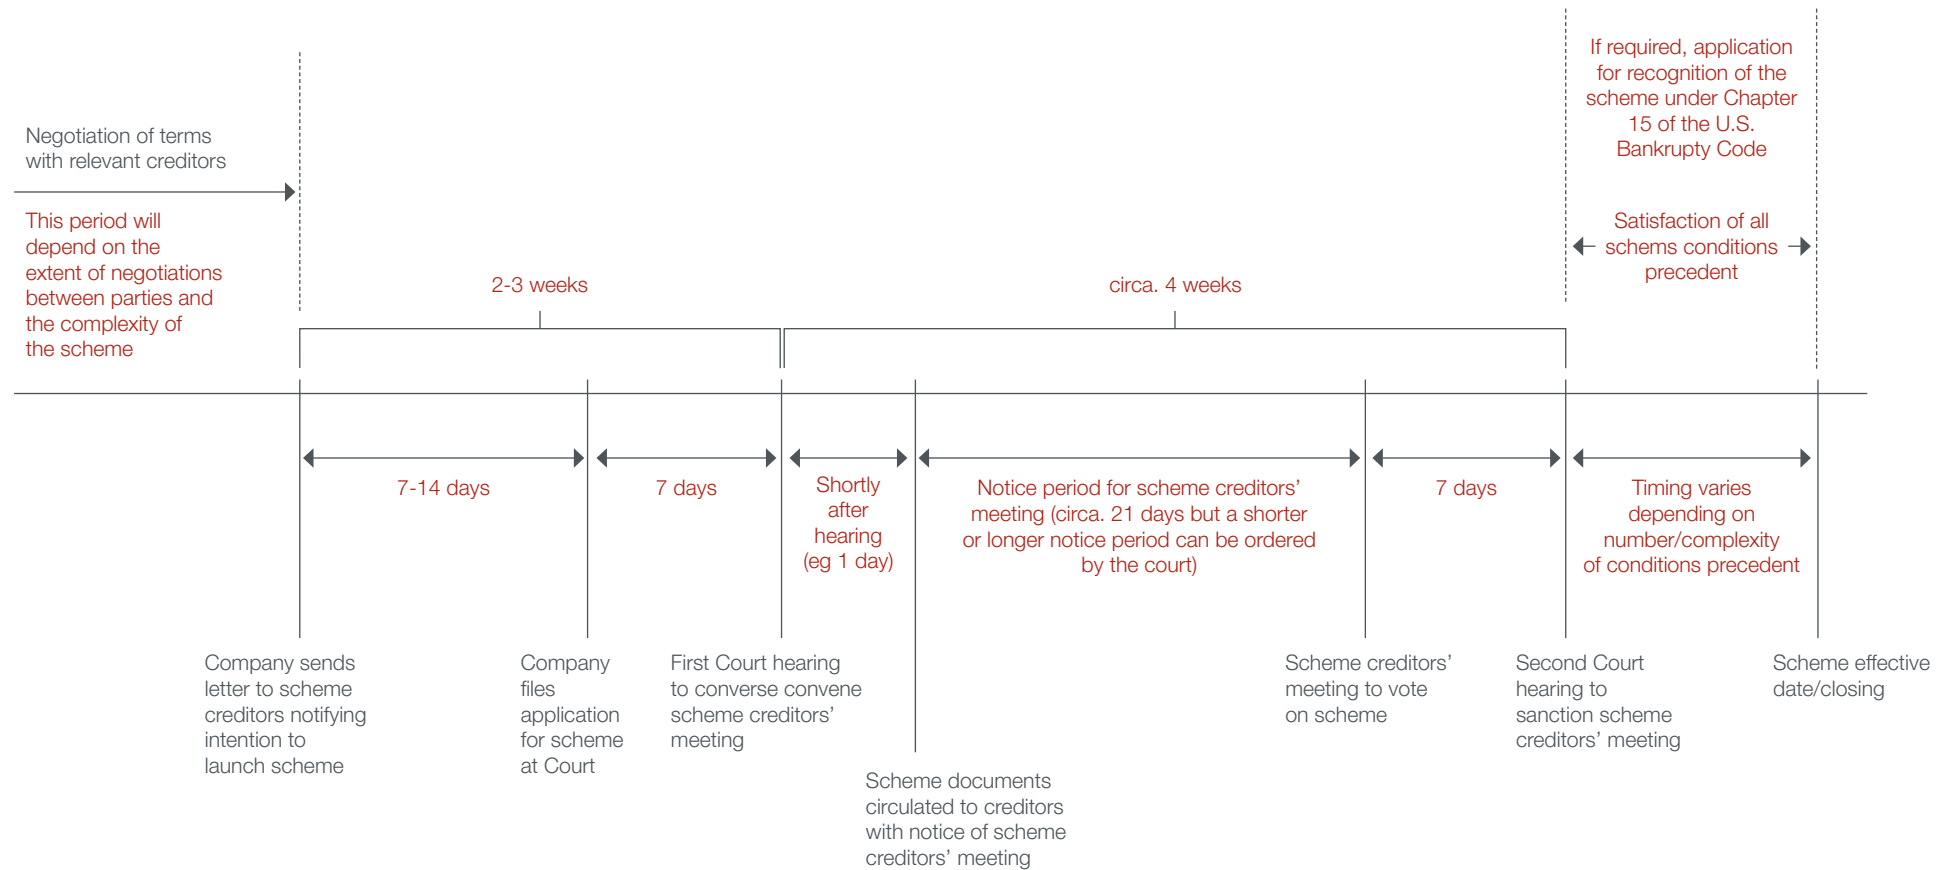 Negotiation of terms
with relevant creditors
This period will
depend on the
extent of negotiations
between parties and
the complexity of
the scheme
2-3 weeks
circa. 4 weeks
If required, application
for recognition of the
scheme under Chapter
15 of the U.S.
Bankrupty Code
Satisfaction of all
schems conditions
precedent
7-14 days
7 days
Shortly
after
hearing
(eg 1 day)
Notice period for scheme creditors’
meeting (circa. 21 days but a shorter
or longer notice period can be ordered
by the court)
7 days
Timing varies
depending on
number/complexity
of conditions precedent
Company sends
letter to scheme
creditors notifying
intention to
launch scheme
Company
files
application
for scheme
at Court
First Court hearing
to converse convene
scheme creditors’
meeting
Scheme documents
circulated to creditors
with notice of scheme
creditors’ meeting
Scheme creditors’
meeting to vote
on scheme
Second Court
hearing to
sanction scheme
creditors’ meeting
Scheme effective
date/closing